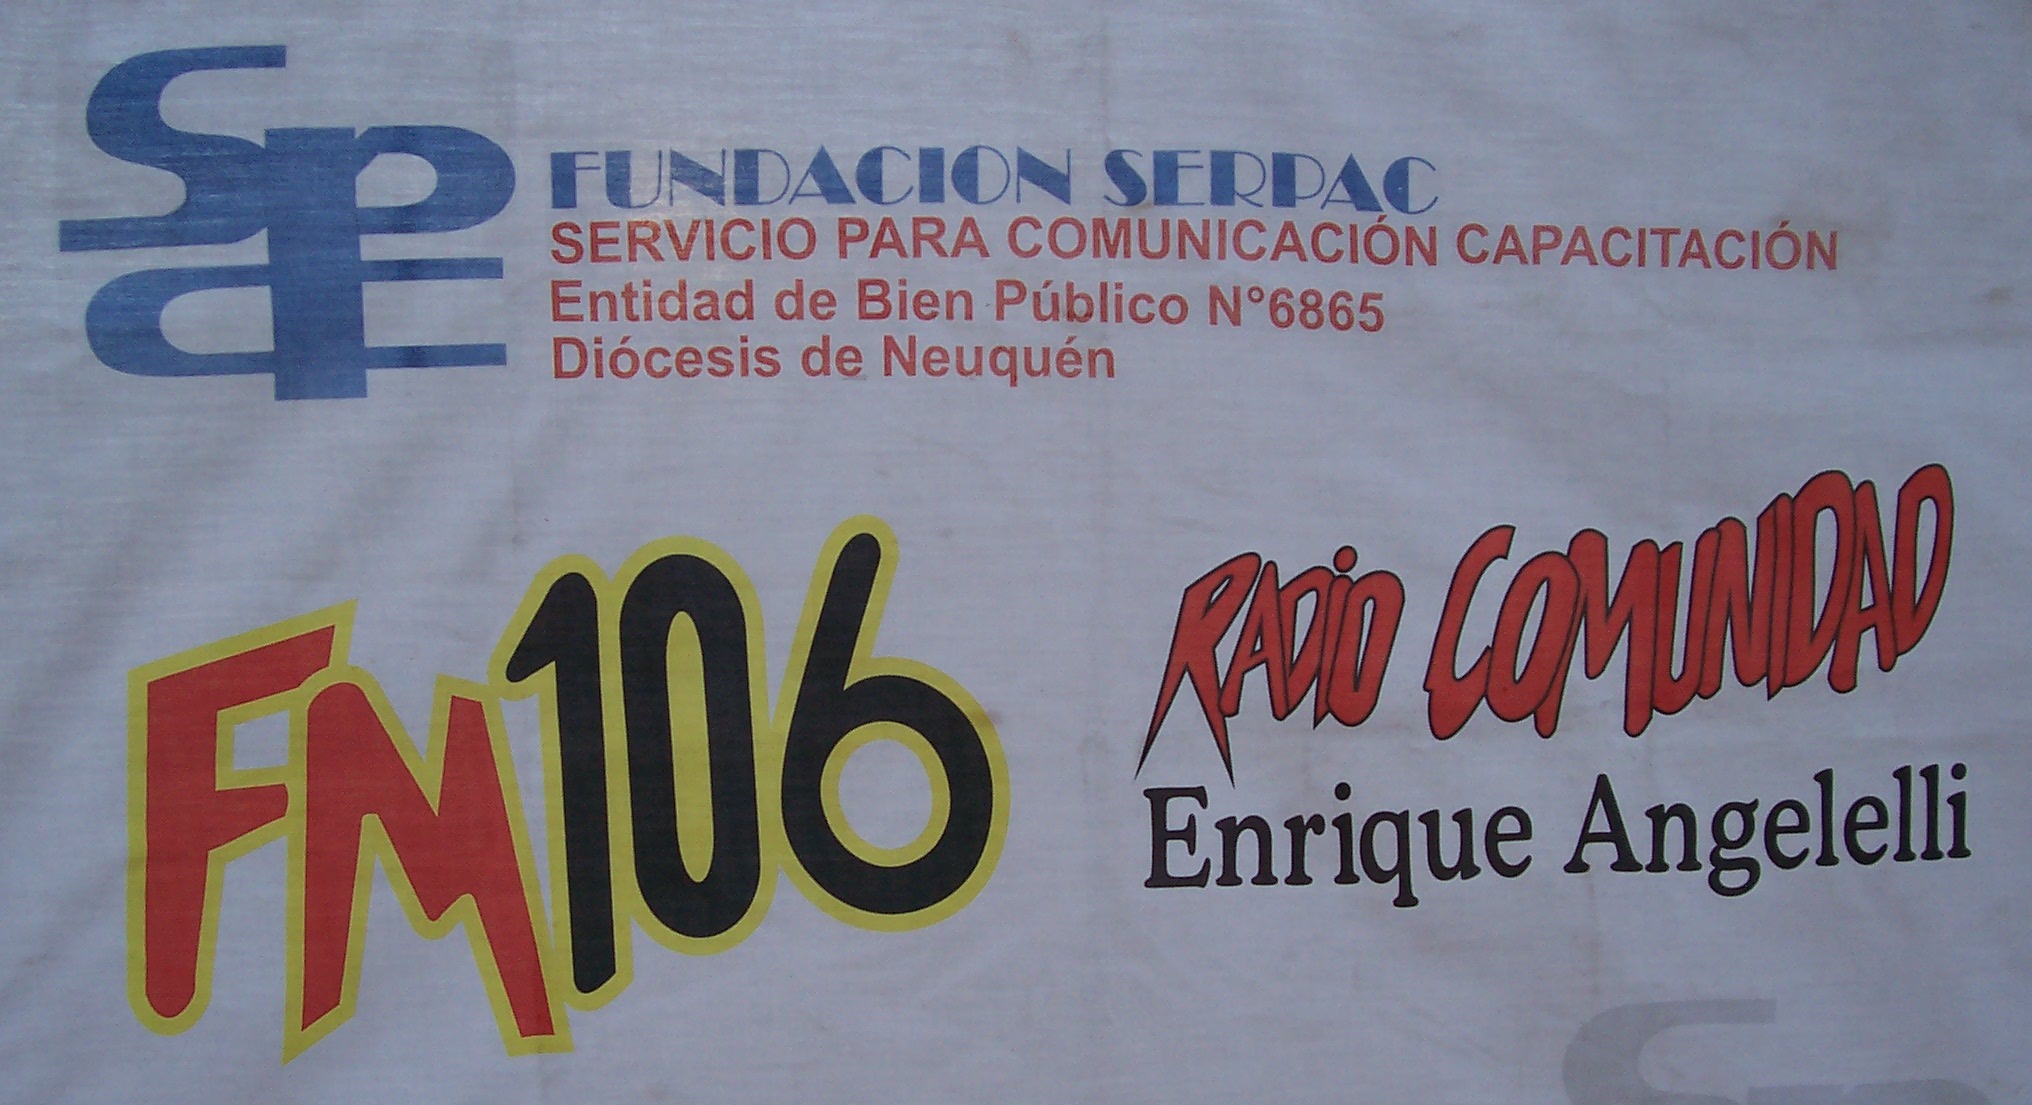 spac
FUNDACION SERPAC
SERVICIO PARA COMUNICACIÓN CAPACITACIÓN
Entidad de Bien Público N°6865
Diócesis de Neuquén
FM106
RADIO COMUNIDAD
Enrique Angelelli